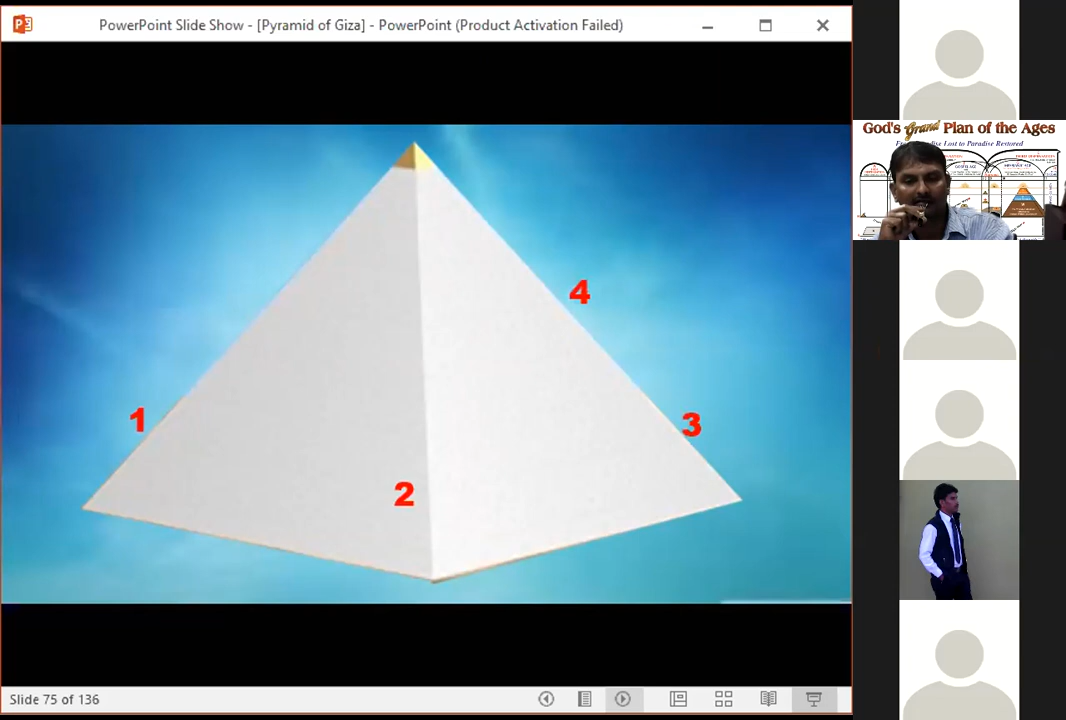 PowerPoint Slide Show - [Pyramid of Giza] - PowerPoint (Product Activation Failed)
God's Grand Plan of the Ages
4
1
3
2
Slide 75 of 136